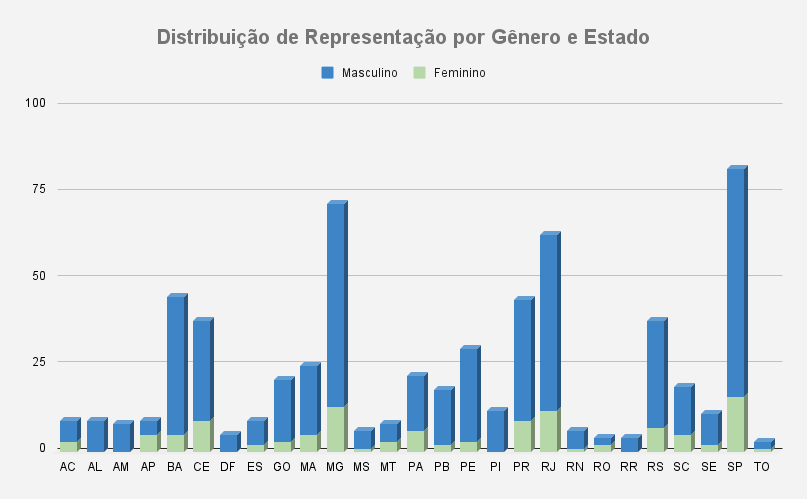 Distribuição de Representação por Gênero e Estado
Masculino Feminino
100
75
50
25
0
AC AL AM AP BA CE DF ES GO MA MG MS MT PA PB PE PI PR RJ RN RO RR RS SC SE SP TO